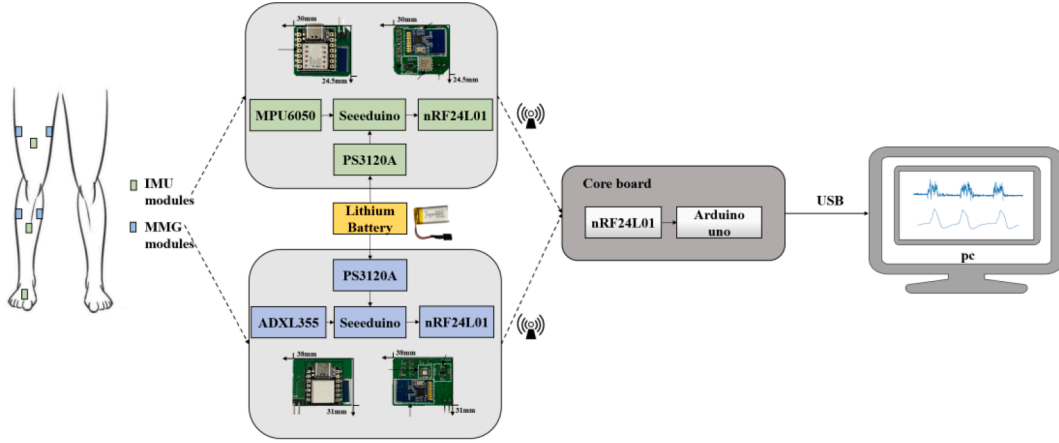 30mm
24.5mm
30mm
24.5mm
MPU6050
Seeeduino
nRF24L01
PS3120A
IMU
modules
MMG
modules
Lithium
Battery
PS3120A
ADXL355
Seeeduino
nRF24L01
38mm
31mm
38mm
31mm
Core board
nRF24L01
Arduino
uno
USB
pc